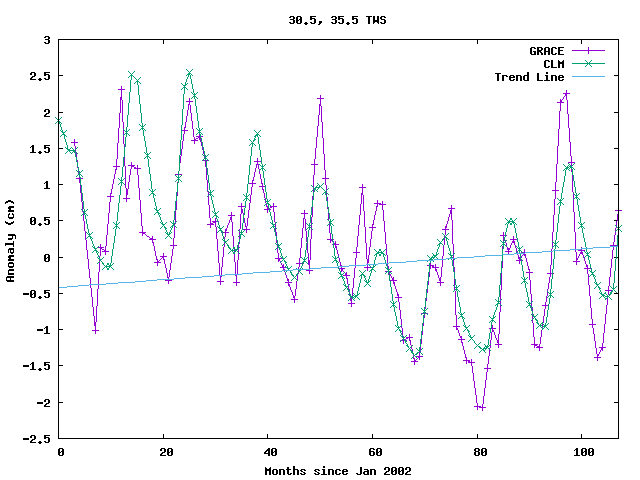 30.5, 35.5 TWS
GRACE
CLM
Trend Line
Anomaly (cm)
3
2.5
2
1.5
1
0.5
0
-0.5
-1
-1.5
-2
-2.5
0 20 40 60 80 100
Months since Jan 2002